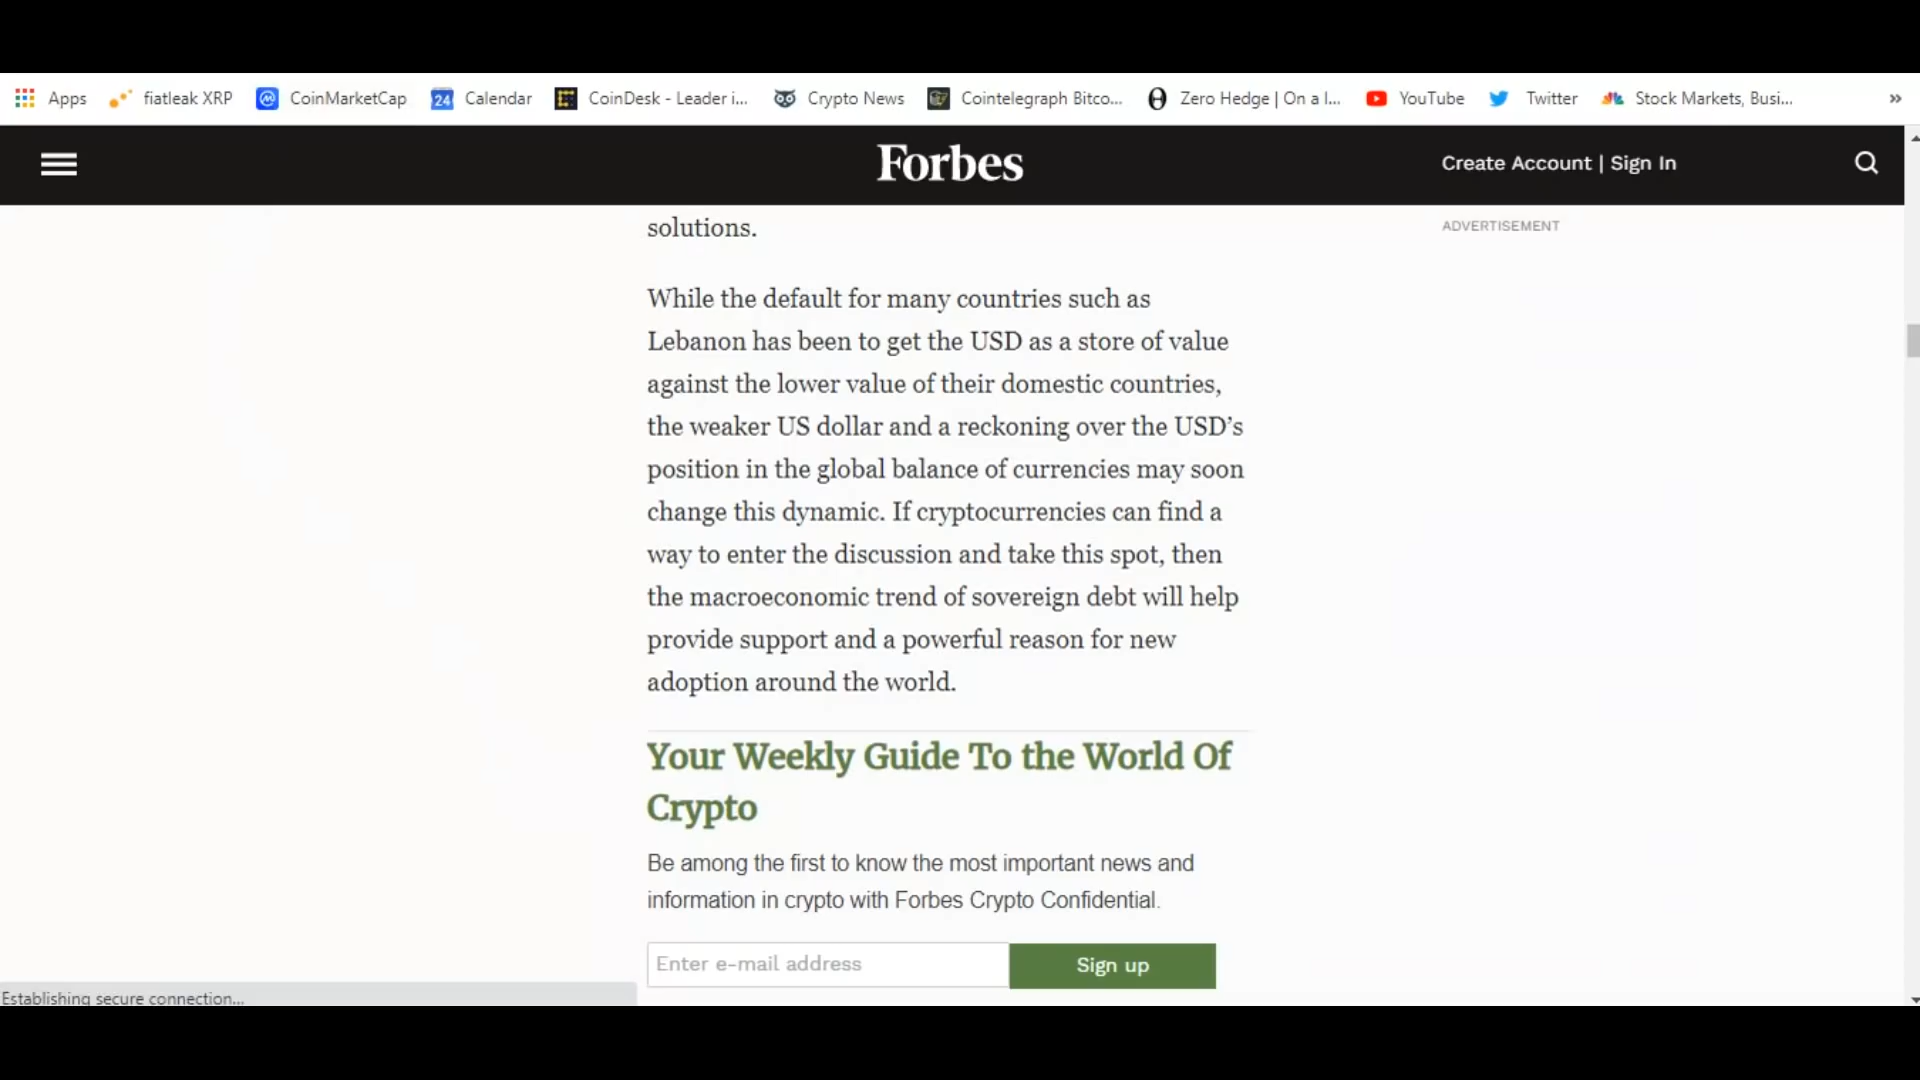 Apps fiatleak XRP CoinMarketCap 24 Calendar CoinDesk - Leader i... Crypto News Cointelegraph Bitco... Zero Hedge | On a l... YouTube Twitter Stock Markets, Busi... »
Forbes Create Account | Sign In
solutions.
ADVERTISEMENT
While the default for many countries such as
Lebanon has been to get the USD as a store of value
against the lower value of their domestic countries,
the weaker US dollar and a reckoning over the USD’s
position in the global balance of currencies may soon
change this dynamic. If cryptocurrencies can find a
way to enter the discussion and take this spot, then
the macroeconomic trend of sovereign debt will help
provide support and a powerful reason for new
adoption around the world.
Your Weekly Guide To the World Of
Crypto
Be among the first to know the most important news and
information in crypto with Forbes Crypto Confidential.
Enter e-mail address Sign up
Establishing secure connection...